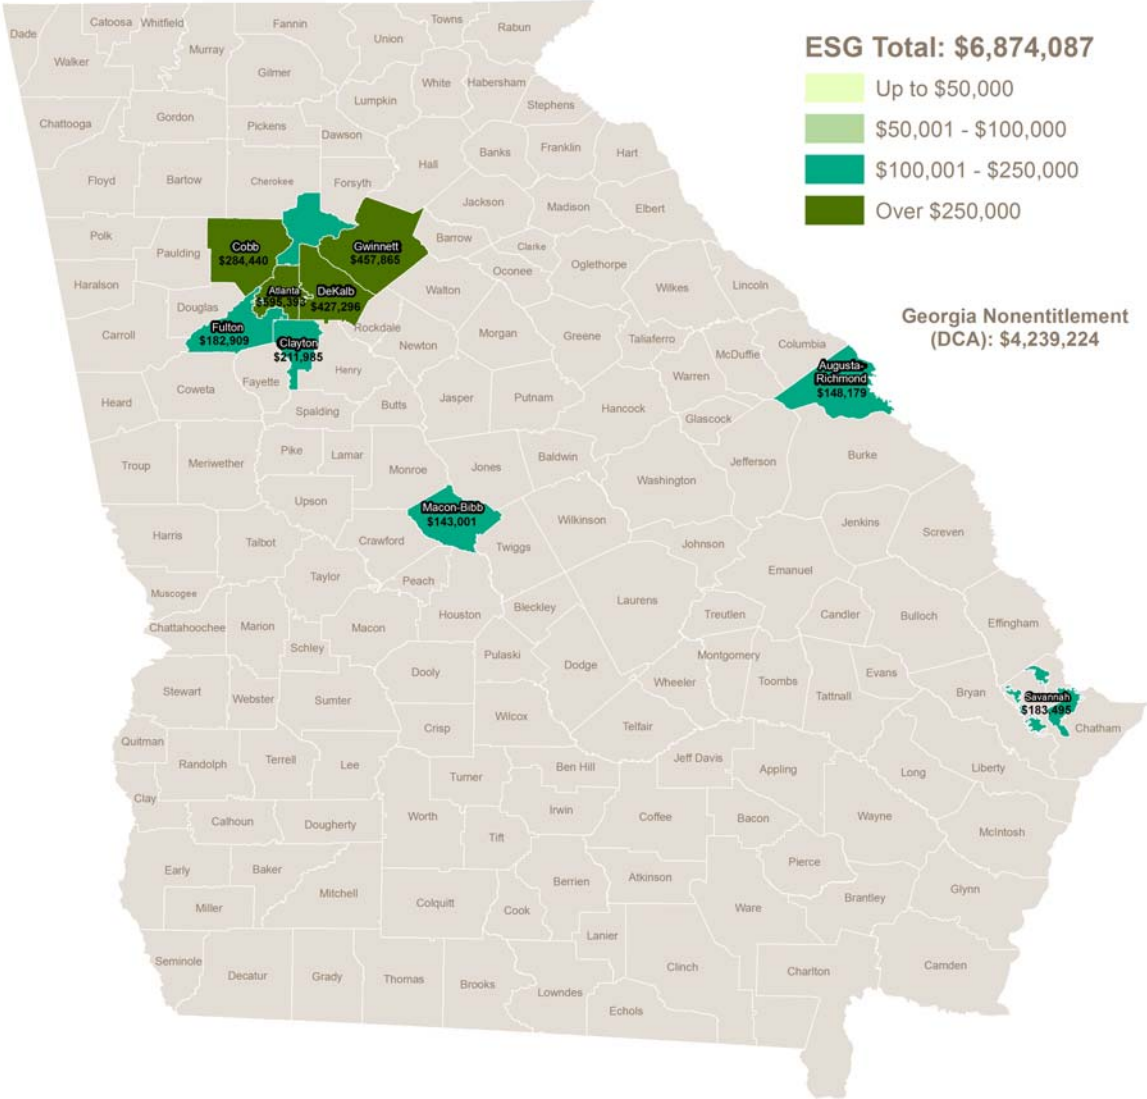 Dade
Catoosa
Whitfield
Fannin
Towns
Rabun
Union
Murray
Walker
Gilmer
White
Habersham
Lumpkin
Stephens
Chattooga
Gordon
Pickens
Dawson
Banks
Franklin
Hart
Hall
Floyd
Bartow
Cherokee
Forsyth
Jackson
Madison
Elbert
ESG Total: $6,874,087
Up to $50,000
$50,001 - $100,000
$100,001 - $250,000
Over $250,000
Georgia Nonentitlement
(DCA): $4,239,224
Polk
Paulding
Cobb
$284,440
Gwinnett
$457,865
Barrow
Clarke
Oconee
Oglethorpe
Haralson
Atlanta
DeKalb
$427,296
Walton
Wilkes
Lincoln
Douglas
Fulton
$182,909
Rockdale
Carroll
Clayton
$211,985
Newton
Morgan
Greene
Taliaferro
McDuffie
Columbia
Augusta-
Richmond
$148,179
Henry
Fayette
Coweta
Heard
Spalding
Butts
Jasper
Putnam
Hancock
Warren
Glascock
Troup
Meriwether
Pike
Lamar
Monroe
Jones
Baldwin
Washington
Jefferson
Burke
Upson
Macon-Bibb
$143,001
Wilkinson
Jenkins
Screven
Harris
Talbot
Crawford
Twiggs
Johnson
Emanuel
Muscogee
Taylor
Peach
Chattahoochee
Marion
Macon
Houston
Bleckley
Laurens
Treutlen
Candler
Bulloch
Effingham
Schley
Pulaski
Dooly
Dodge
Montgomery
Wheeler
Toombs
Tattnall
Evans
Bryan
Savannah
$183,495
Chatham
Stewart
Webster
Sumter
Crisp
Wilcox
Telfair
Quitman
Randolph
Terrell
Lee
Turner
Ben Hill
Jeff Davis
Appling
Long
Liberty
Clay
Calhoun
Dougherty
Worth
Tift
Irwin
Coffee
Bacon
Wayne
McIntosh
Early
Baker
Mitchell
Miller
Colquitt
Cook
Berrien
Atkinson
Pierce
Ware
Brantley
Glynn
Lanier
Seminole
Decatur
Grady
Thomas
Brooks
Lowndes
Echols
Clinch
Charlton
Camden